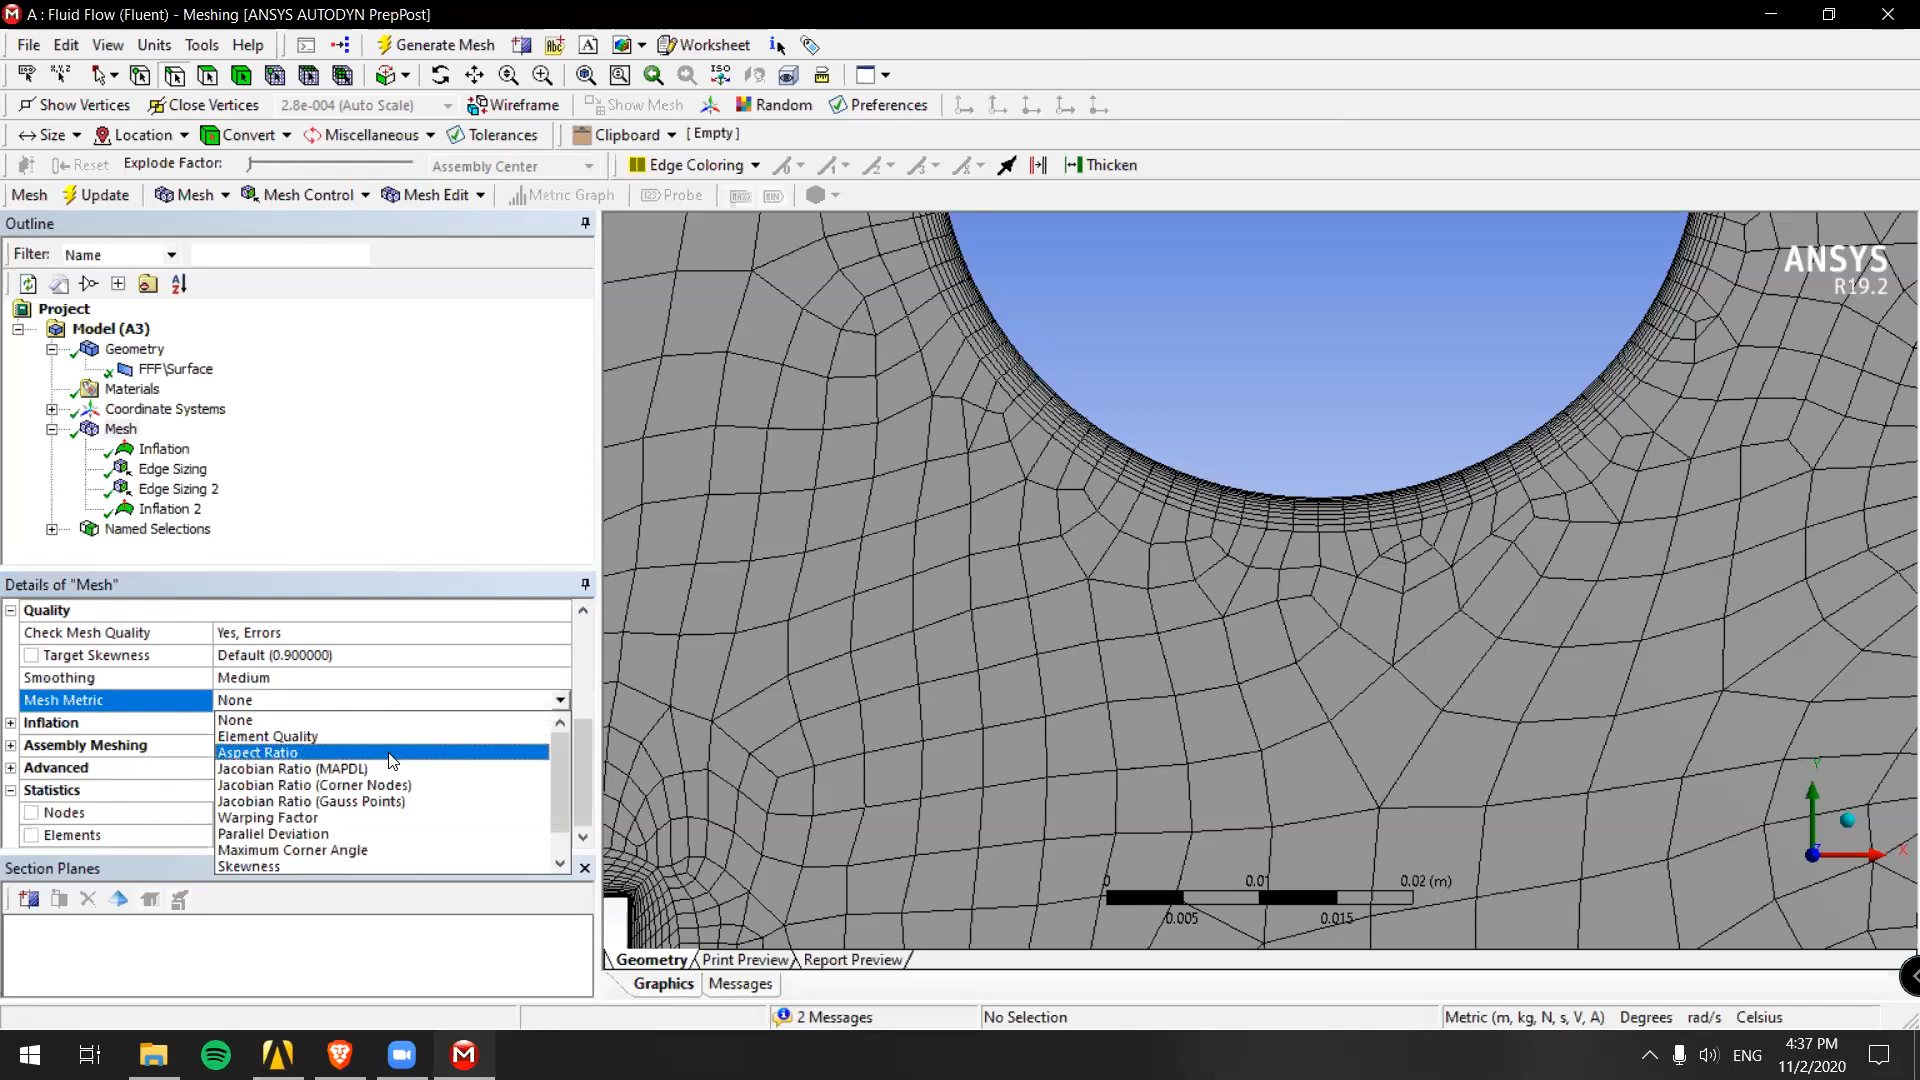 A : Fluid Flow (Fluent) - Meshing [ANSYS AUTODYN PrepPost]
File Edit View Units Tools Help Generate Mesh Worksheet
Show Vertices Close Vertices 2.8e-004 (Auto Scale) Wireframe Show Mesh Random Preferences
Size Location Convert Miscellaneous Tolerances Clipboard [ Empty ]
Reset Explode Factor: Assembly Center Edge Coloring Thicken
Mesh Update Mesh Mesh Control Mesh Edit Metric Graph Probe
Outline
Filter: Name
Project
Model (A3)
Geometry
FFF\Surface
Materials
Coordinate Systems
Mesh
Inflation
Edge Sizing
Edge Sizing 2
Inflation 2
Named Selections
Details of "Mesh"
Quality
Check Mesh Quality Yes, Errors
Target Skewness Default (0.900000)
Smoothing Medium
Mesh Metric None
Inflation
Assembly Meshing
Advanced
Statistics
Nodes
Elements
None
Element Quality
Aspect Ratio
Jacobian Ratio (MAPDL)
Jacobian Ratio (Corner Nodes)
Jacobian Ratio (Gauss Points)
Warping Factor
Parallel Deviation
Maximum Corner Angle
Skewness
Section Planes
ANSYS
R19.2
Y
X
0 0.01 0.02 (m)
0.005 0.015
Geometry Print Preview Report Preview
Graphics Messages
2 Messages No Selection Metric (m, kg, N, s, V, A) Degrees rad/s Celsius
ENG
4:37 PM
11/2/2020